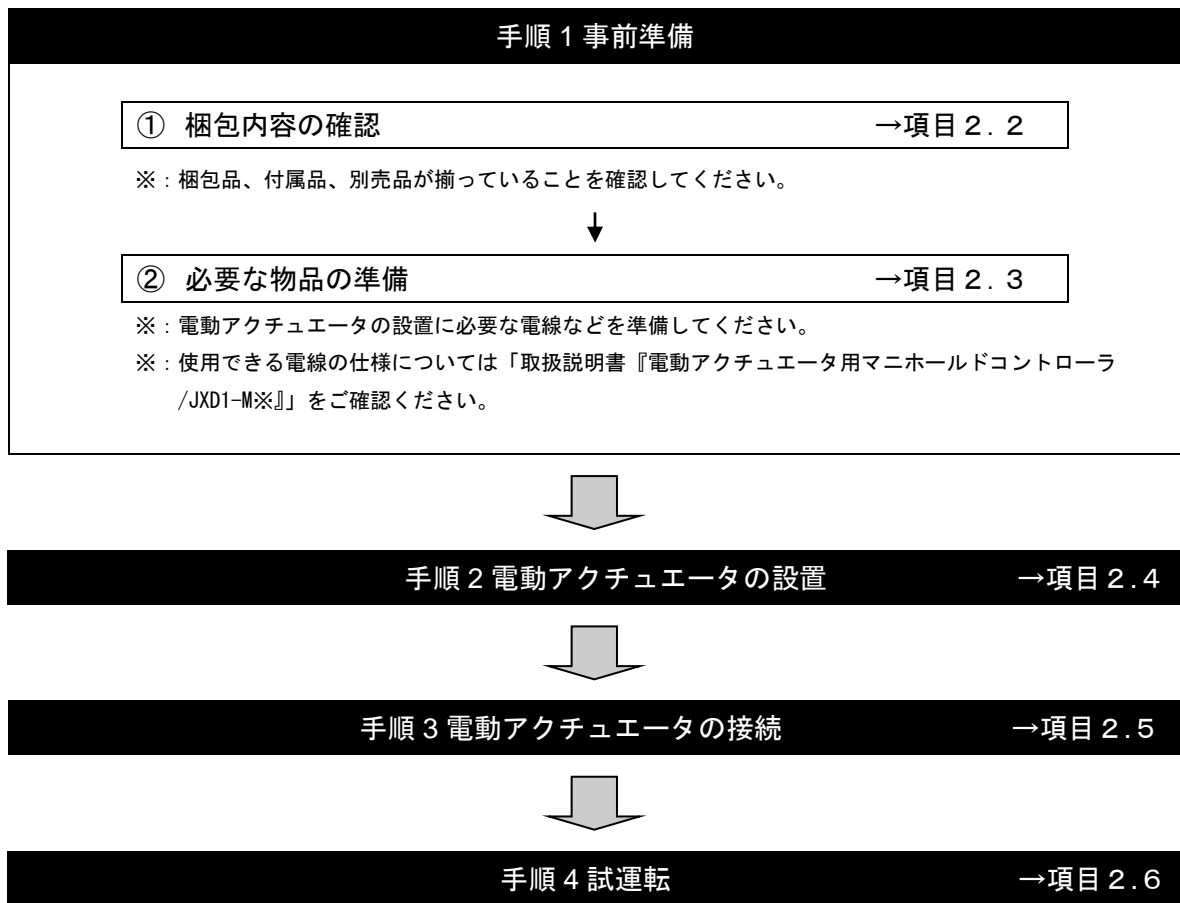 手順１事前準備
① 梱包内容の確認 →項目２．２
※：梱包品、付属品、別売品が揃っていることを確認してください。
② 必要な物品の準備 →項目２．３
※：電動アクチュエータの設置に必要な電線などを準備してください。
※：使用できる電線の仕様については「取扱説明書『電動アクチュエータ用マニホールドコントローラ
/JXD1-M※』」をご確認ください。
手順２電動アクチュエータの設置 →項目２.４
手順３電動アクチュエータの接続 →項目２.５
手順４試運転 →項目２.６